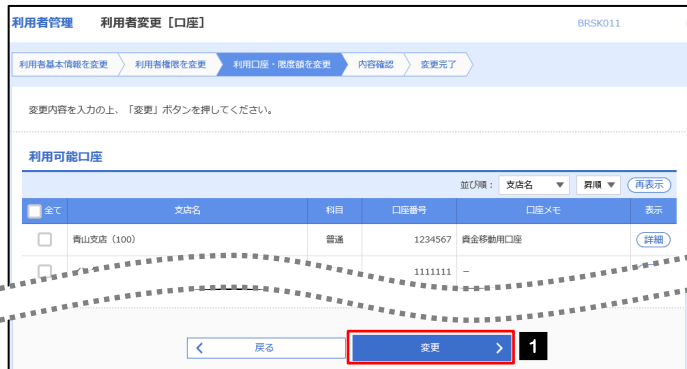 利用者管理 利用者変更［口座］ BRSK011
利用者基本情報を変更 利用者権限を変更 利用口座・限度額を変更 内容確認 変更完了
変更内容を入力の上、「変更」ボタンを押してください。
利用可能口座
並び順： 支店名 ▼ 昇順 ▼ 再表示
全て 支店名 科目 口座番号 口座メモ 表示
青山支店（100） 普通 1234567 資金移動用口座 詳細
1111111 －
戻る 変更 1